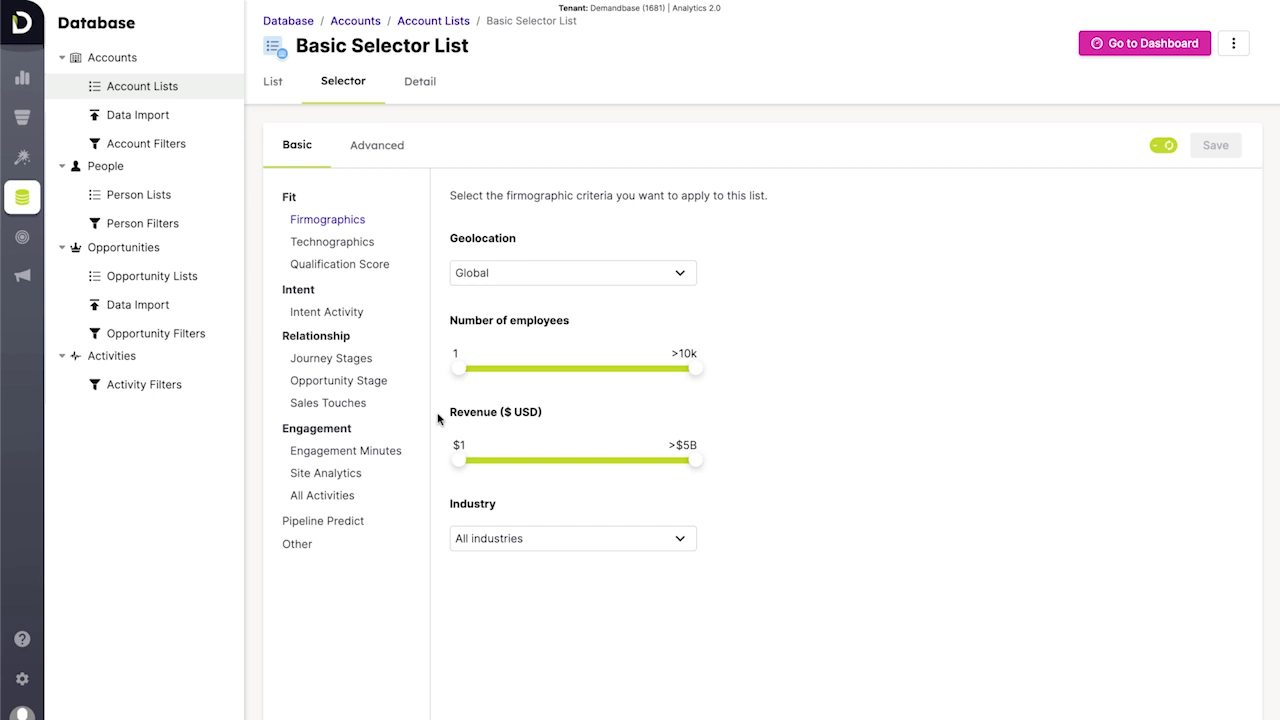 Tenant: Demandbase (1681) | Analytics 2.0
Database
Accounts
Account Lists
Data Import
Account Filters
People
Person Lists
Person Filters
Opportunities
Opportunity Lists
Data Import
Opportunity Filters
Activities
Activity Filters
Database / Accounts / Account Lists / Basic Selector List
Basic Selector List
Go to Dashboard
List Selector Detail
Basic Advanced
Save
Fit
Firmographics
Technographics
Qualification Score
Intent
Intent Activity
Relationship
Journey Stages
Opportunity Stage
Sales Touches
Engagement
Engagement Minutes
Site Analytics
All Activities
Pipeline Predict
Other
Select the firmographic criteria you want to apply to this list.
Geolocation
Global
Number of employees
1 >10k
Revenue ($ USD)
$1 >$5B
Industry
All industries